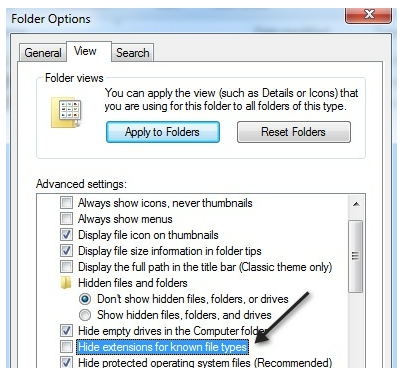 Folder Options
General View Search
Folder views
You can apply the view (such as Details or Icons) that
you are using for this folder to all folders of this type.
Apply to Folders Reset Folders
Advanced settings:
Always show icons, never thumbnails
Always show menus
Display file icon on thumbnails
Display file size information in folder tips
Display the full path in the title bar (Classic theme only)
Hidden files and folders
Don't show hidden files, folders, or drives
Show hidden files, folders, and drives
Hide empty drives in the Computer folder
Hide extensions for known file types
Hide protected operating system files (Recommended)